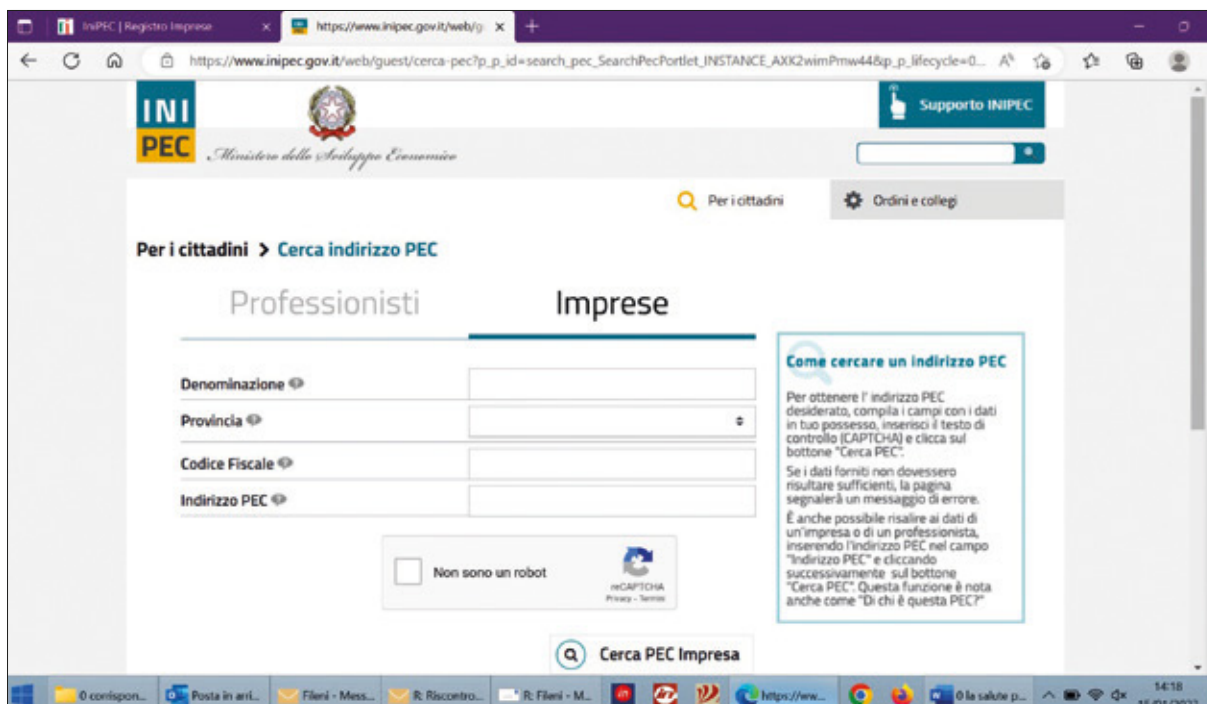 IniPEC | Registro Imprese
https://www.inipec.gov.it/web/g
https://www.inipec.gov.it/web/guest/cerca-pec?p_p_id=search_pec_SearchPecPortlet_INSTANCE_AXK2wimPmw44&p_p_lifecycle=0...
INI
PEC
Ministero dello Sviluppo Economico
Supporto INIPEC
Per i cittadini
Ordini e collegi
Per i cittadini > Cerca indirizzo PEC
Professionisti
Imprese
Denominazione
Provincia
Codice Fiscale
Indirizzo PEC
Non sono un robot
reCAPTCHA
Privacy - Termini
Cerca PEC Impresa
Come cercare un indirizzo PEC
Per ottenere l' indirizzo PEC
desiderato, compila i campi con i dati
in tuo possesso, inserisci il testo di
controllo (CAPTCHA) e clicca sul
bottone "Cerca PEC".
Se i dati forniti non dovessero
risultare sufficienti, la pagina
segnalerà un messaggio di errore.
È anche possibile risalire ai dati di
un'impresa o di un professionista,
inserendo l'indirizzo PEC nel campo
"Indirizzo PEC" e cliccando
successivamente sul bottone
"Cerca PEC". Questa funzione è nota
anche come "Di chi è questa PEC?"
0 corrispon...
Posta in arri...
Fileni - Mess...
R: Riscontro...
R: Fileni - M...
https://ww...
0 la salute p...
14:18